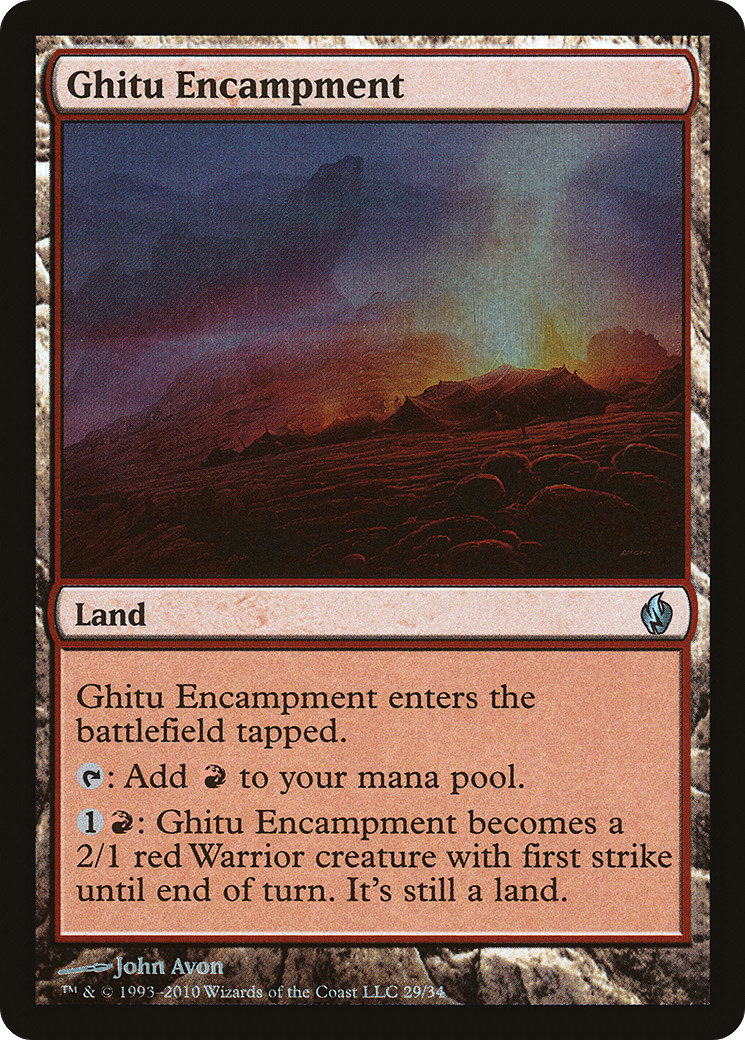 Ghitu Encampment
Land
Ghitu Encampment enters the
battlefield tapped.
: Add to your mana pool.
1 : Ghitu Encampment becomes a
2/1 red Warrior creature with first strike
until end of turn. It's still a land.
John Avon
™ & © 1993–2010 Wizards of the Coast LLC 29/34